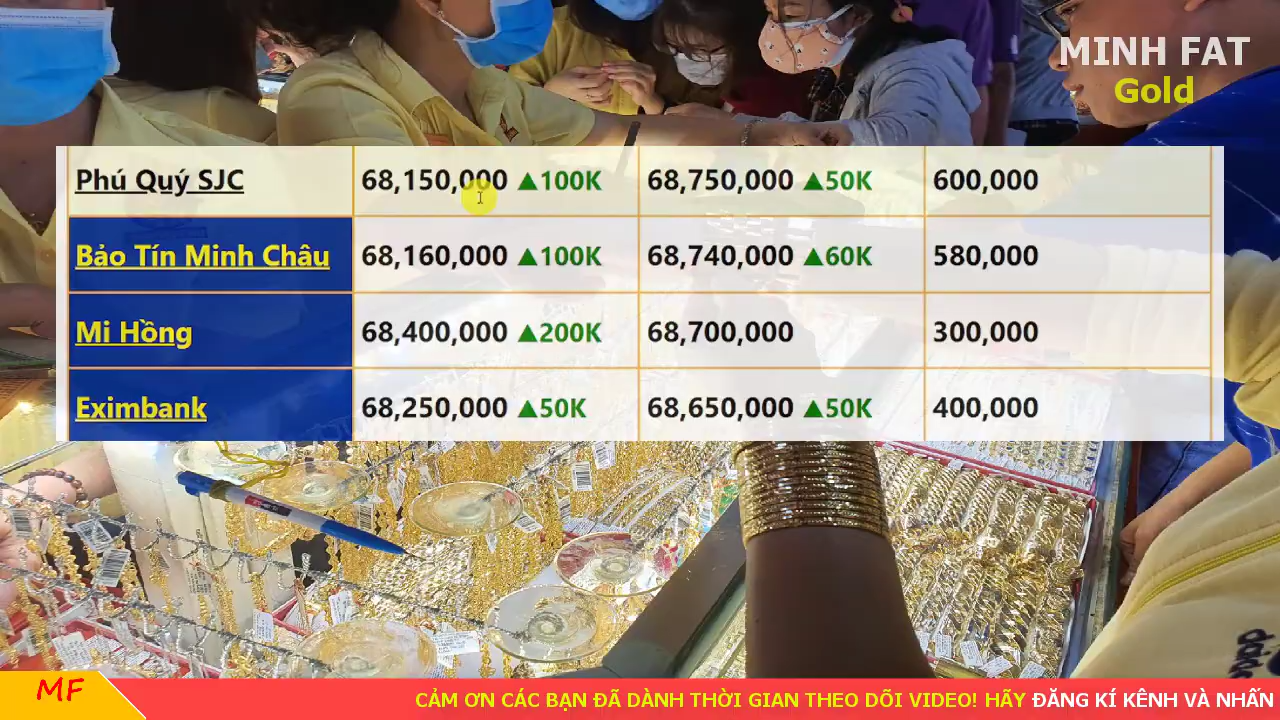 MINH FAT
Gold
Phú Quý SJC 68,150,000 ▲100K 68,750,000 ▲50K 600,000
Bảo Tín Minh Châu 68,160,000 ▲100K 68,740,000 ▲60K 580,000
Mi Hồng 68,400,000 ▲200K 68,700,000 300,000
Eximbank 68,250,000 ▲50K 68,650,000 ▲50K 400,000
MF CẢM ƠN CÁC BẠN ĐÃ DÀNH THỜI GIAN THEO DÕI VIDEO! HÃY ĐĂNG KÍ KÊNH VÀ NHẤN